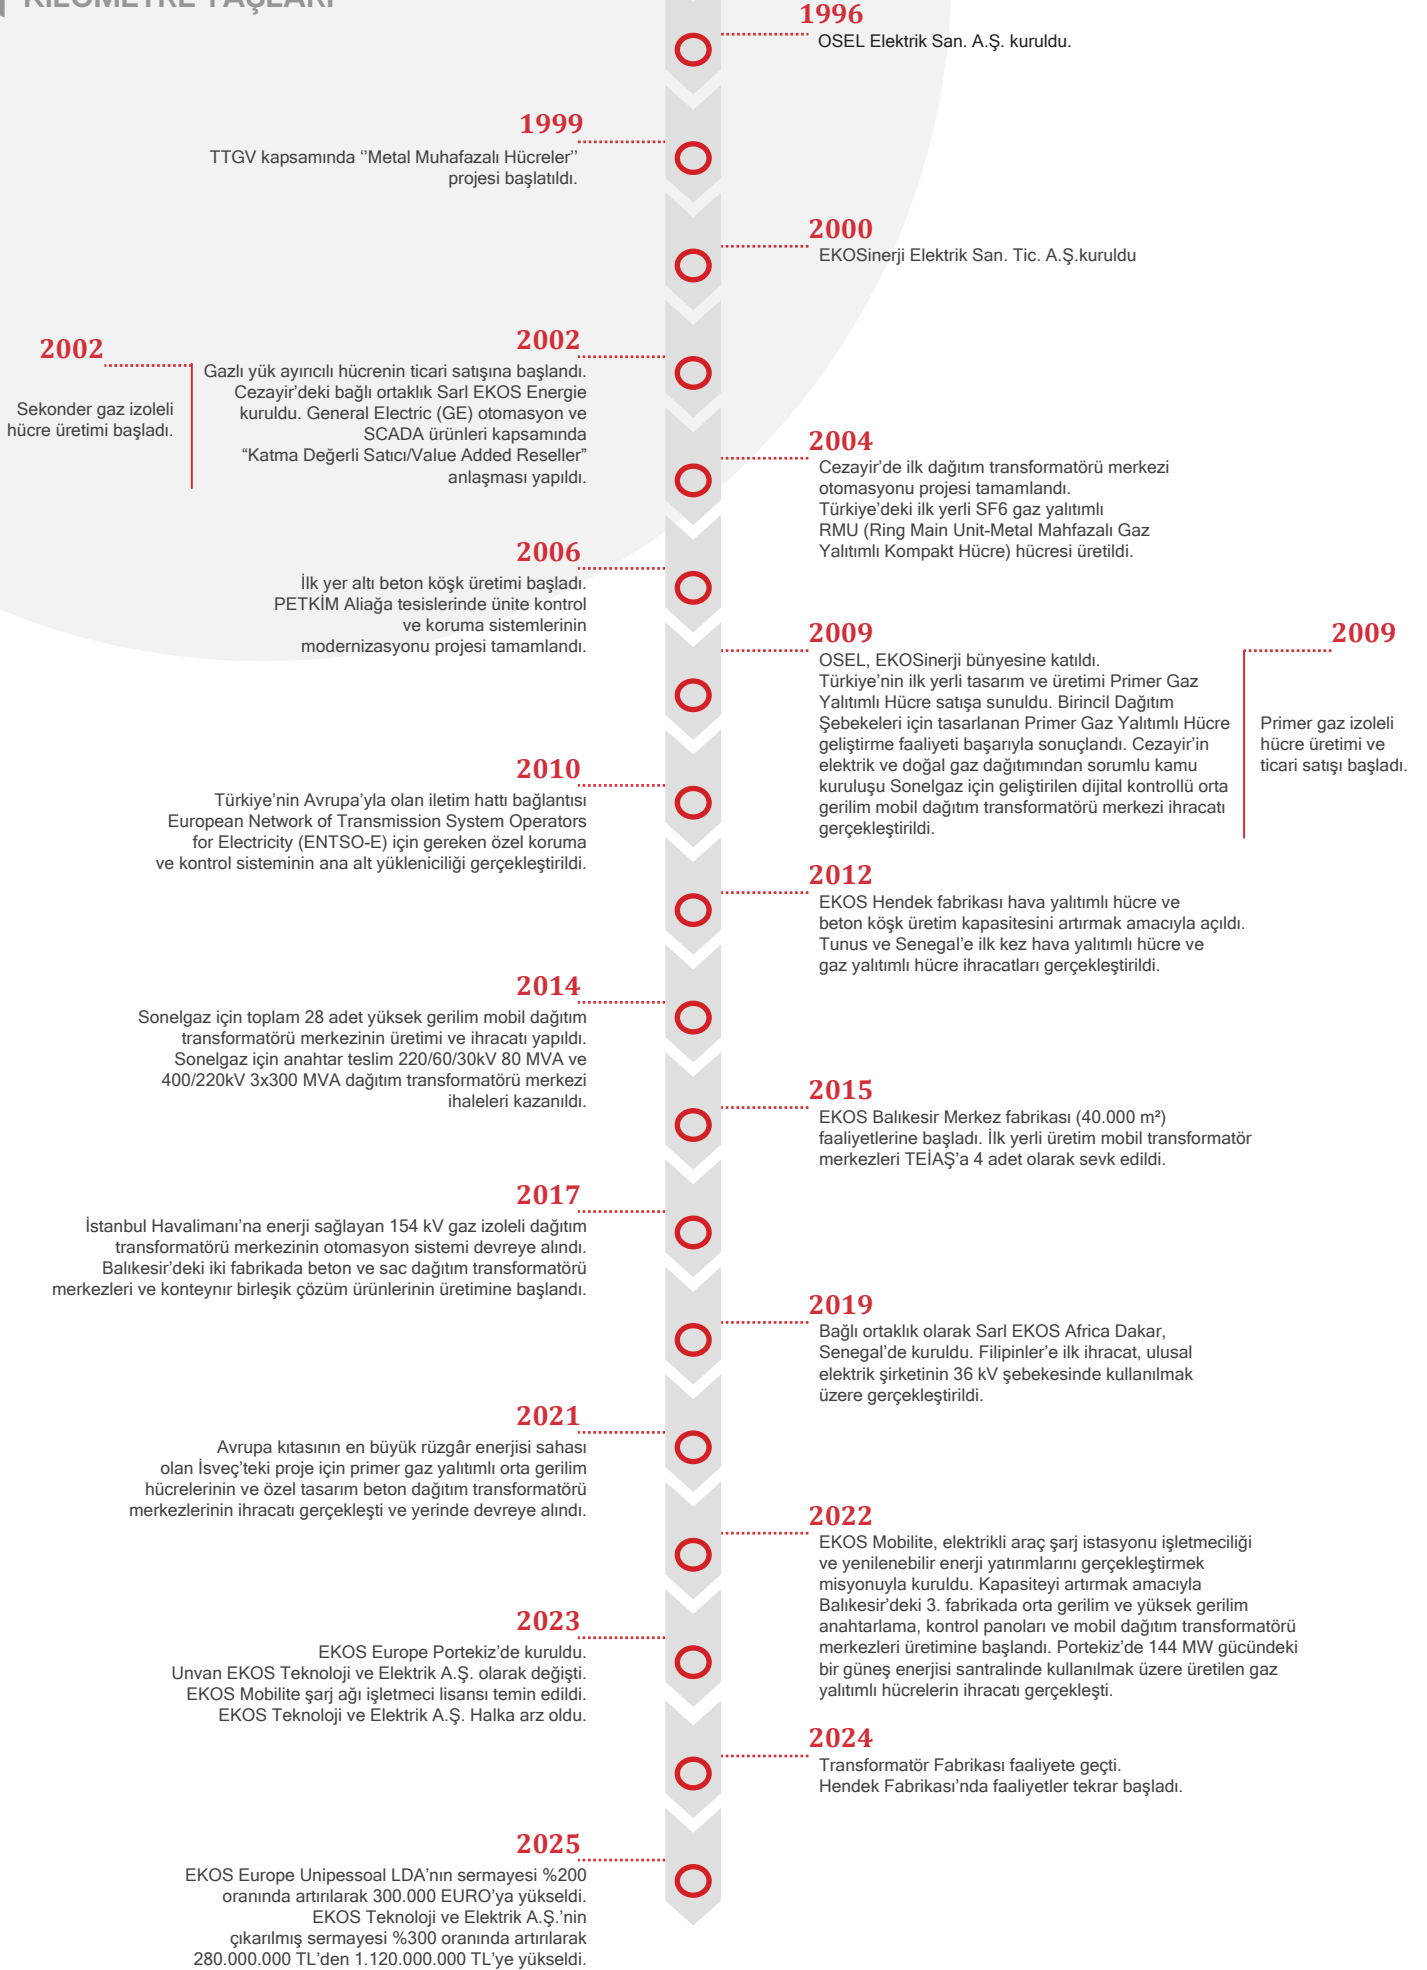 KİLOMETRE TAŞLARI
1996
OSEL Elektrik San. A.Ş. kuruldu.
1999
TTGV kapsamında ‘’Metal Muhafazalı Hücreler’’
projesi başlatıldı.
2000
EKOSinerji Elektrik San. Tic. A.Ş.kuruldu
2002
Sekonder gaz izoleli
hücre üretimi başladı.
2002
Gazlı yük ayırıcılı hücrenin ticari satışına başlandı.
Cezayir’deki bağlı ortaklık Sarl EKOS Energie
kuruldu. General Electric (GE) otomasyon ve
SCADA ürünleri kapsamında
“Katma Değerli Satıcı/Value Added Reseller”
anlaşması yapıldı.
2004
Cezayir’de ilk dağıtım transformatörü merkezi
otomasyonu projesi tamamlandı.
Türkiye’deki ilk yerli SF6 gaz yalıtımlı
RMU (Ring Main Unit-Metal Mahfazalı Gaz
Yalıtımlı Kompakt Hücre) hücresi üretildi.
2006
İlk yer altı beton köşk üretimi başladı.
PETKİM Aliağa tesislerinde ünite kontrol
ve koruma sistemlerinin
modernizasyonu projesi tamamlandı.
2009
OSEL, EKOSinerji bünyesine katıldı.
Türkiye’nin ilk yerli tasarım ve üretimi Primer Gaz
Yalıtımlı Hücre satışa sunuldu. Birincil Dağıtım
Şebekeleri için tasarlanan Primer Gaz Yalıtımlı Hücre
geliştirme faaliyeti başarıyla sonuçlandı. Cezayir’in
elektrik ve doğal gaz dağıtımından sorumlu kamu
kuruluşu Sonelgaz için geliştirilen dijital kontrollü orta
gerilim mobil dağıtım transformatörü merkezi ihracatı
gerçekleştirildi.
2009
Primer gaz izoleli
hücre üretimi ve
ticari satışı başladı.
2010
Türkiye’nin Avrupa’yla olan iletim hattı bağlantısı
European Network of Transmission System Operators
for Electricity (ENTSO-E) için gereken özel koruma
ve kontrol sisteminin ana alt yükleniciliği gerçekleştirildi.
2012
EKOS Hendek fabrikası hava yalıtımlı hücre ve
beton köşk üretim kapasitesini artırmak amacıyla açıldı.
Tunus ve Senegal’e ilk kez hava yalıtımlı hücre ve
gaz yalıtımlı hücre ihracatları gerçekleştirildi.
2014
Sonelgaz için toplam 28 adet yüksek gerilim mobil dağıtım
transformatörü merkezinin üretimi ve ihracatı yapıldı.
Sonelgaz için anahtar teslim 220/60/30kV 80 MVA ve
400/220kV 3x300 MVA dağıtım transformatörü merkezi
ihaleleri kazanıldı.
2015
EKOS Balıkesir Merkez fabrikası (40.000 m²)
faaliyetlerine başladı. İlk yerli üretim mobil transformatör
merkezleri TEİAŞ’a 4 adet olarak sevk edildi.
2017
İstanbul Havalimanı’na enerji sağlayan 154 kV gaz izoleli dağıtım
transformatörü merkezinin otomasyon sistemi devreye alındı.
Balıkesir’deki iki fabrikada beton ve sac dağıtım transformatörü
merkezleri ve konteynır birleşik çözüm ürünlerinin üretimine başlandı.
2019
Bağlı ortaklık olarak Sarl EKOS Africa Dakar,
Senegal’de kuruldu. Filipinler’e ilk ihracat, ulusal
elektrik şirketinin 36 kV şebekesinde kullanılmak
üzere gerçekleştirildi.
2021
Avrupa kıtasının en büyük rüzgâr enerjisi sahası
olan İsveç’teki proje için primer gaz yalıtımlı orta gerilim
hücrelerinin ve özel tasarım beton dağıtım transformatörü
merkezlerinin ihracatı gerçekleşti ve yerinde devreye alındı.
2022
EKOS Mobilite, elektrikli araç şarj istasyonu işletmeciliği
ve yenilenebilir enerji yatırımlarını gerçekleştirmek
misyonuyla kuruldu. Kapasiteyi artırmak amacıyla
Balıkesir’deki 3. fabrikada orta gerilim ve yüksek gerilim
anahtarlama, kontrol panoları ve mobil dağıtım transformatörü
merkezleri üretimine başlandı. Portekiz’de 144 MW gücündeki
bir güneş enerjisi santralinde kullanılmak üzere üretilen gaz
yalıtımlı hücrelerin ihracatı gerçekleşti.
2023
EKOS Europe Portekiz’de kuruldu.
Unvan EKOS Teknoloji ve Elektrik A.Ş. olarak değişti.
EKOS Mobilite şarj ağı işletmeci lisansı temin edildi.
EKOS Teknoloji ve Elektrik A.Ş. Halka arz oldu.
2024
Transformatör Fabrikası faaliyete geçti.
Hendek Fabrikası’nda faaliyetler tekrar başladı.
2025
EKOS Europe Unipessoal LDA’nın sermayesi %200
oranında artırılarak 300.000 EURO’ya yükseldi.
EKOS Teknoloji ve Elektrik A.Ş.’nin
çıkarılmış sermayesi %300 oranında artırılarak
280.000.000 TL’den 1.120.000.000 TL’ye yükseldi.